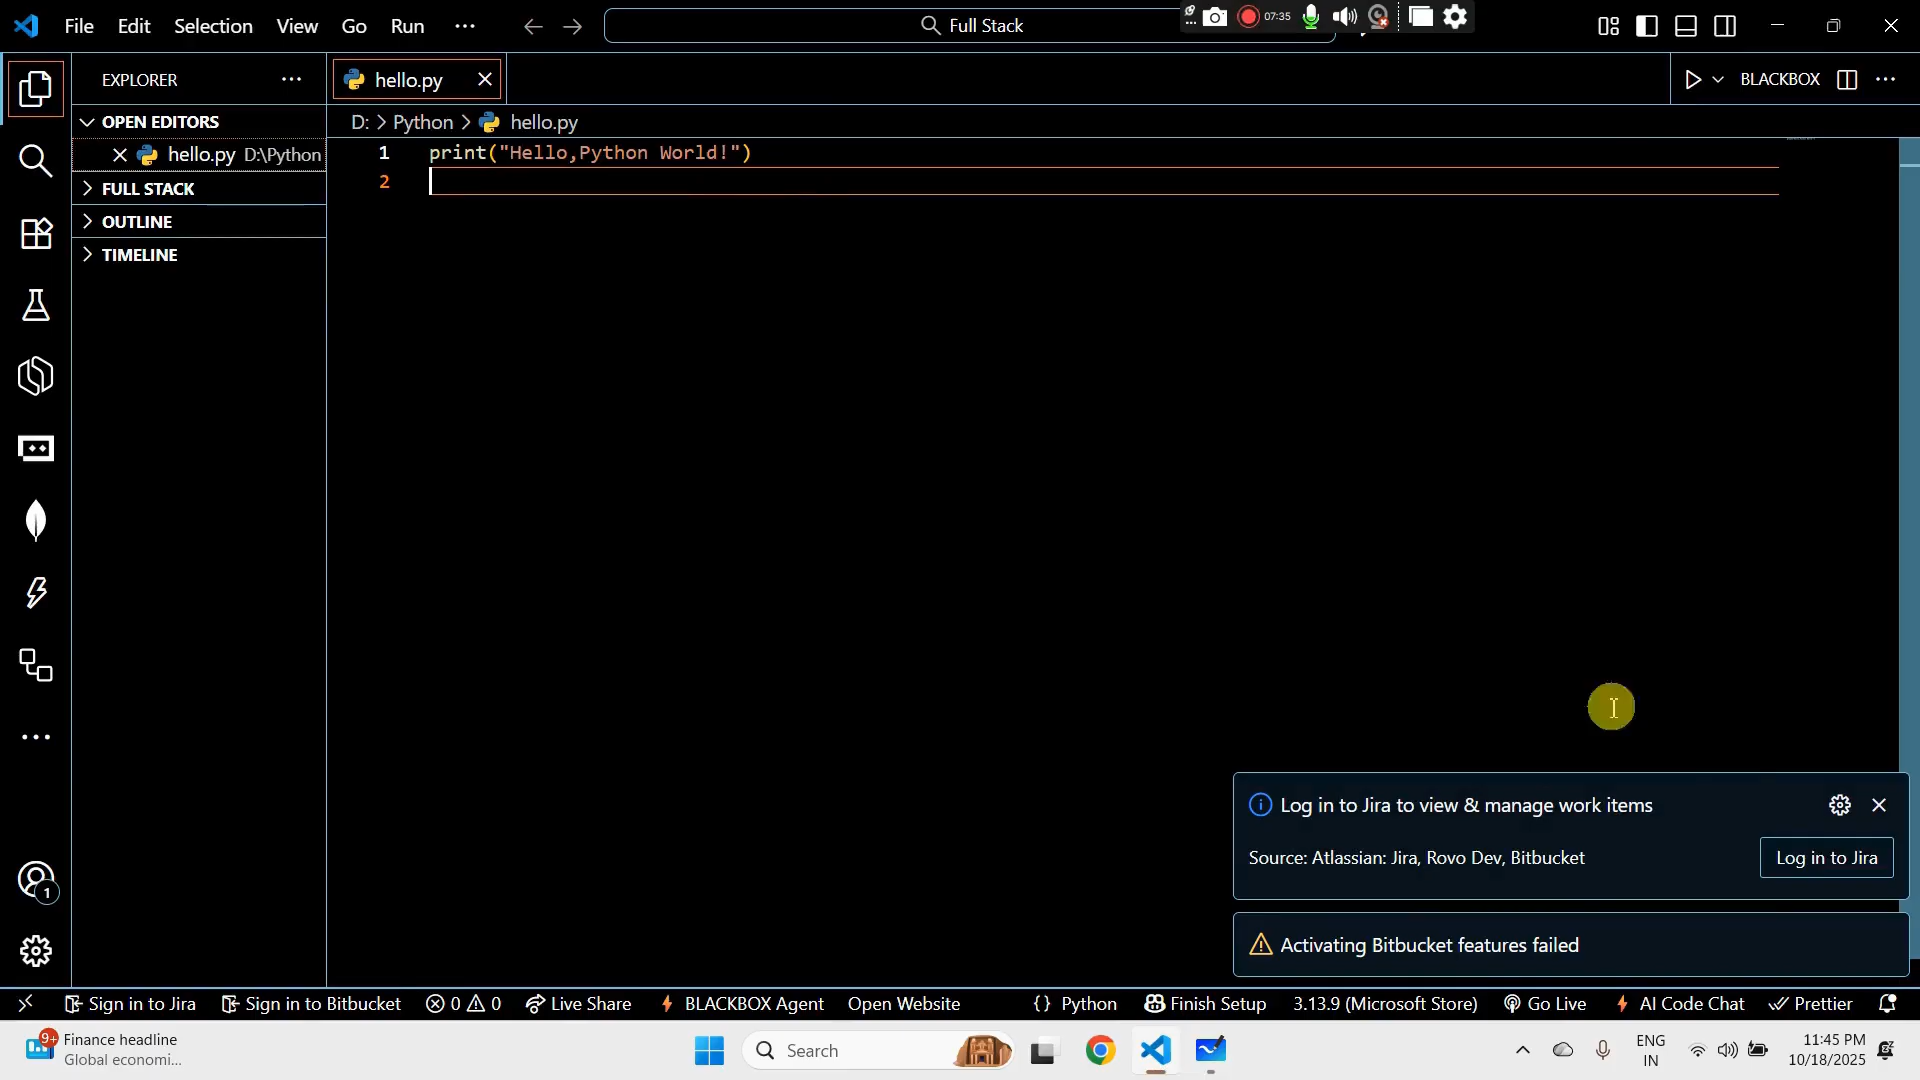 File Edit Selection View Go Run ···
Full Stack
07:35
EXPLORER
hello.py
BLACKBOX
OPEN EDITORS
D: > Python > hello.py
hello.py D:\Python
1 print("Hello,Python World!")
2
FULL STACK
OUTLINE
TIMELINE
Log in to Jira to view & manage work items
Source: Atlassian: Jira, Rovo Dev, Bitbucket
Log in to Jira
1
Activating Bitbucket features failed
Sign in to Jira Sign in to Bitbucket 0 0 Live Share BLACKBOX Agent Open Website {} Python Finish Setup 3.13.9 (Microsoft Store) Go Live AI Code Chat Prettier
9+
Finance headline
Global economi...
Search
ENG
IN
11:45 PM
10/18/2025